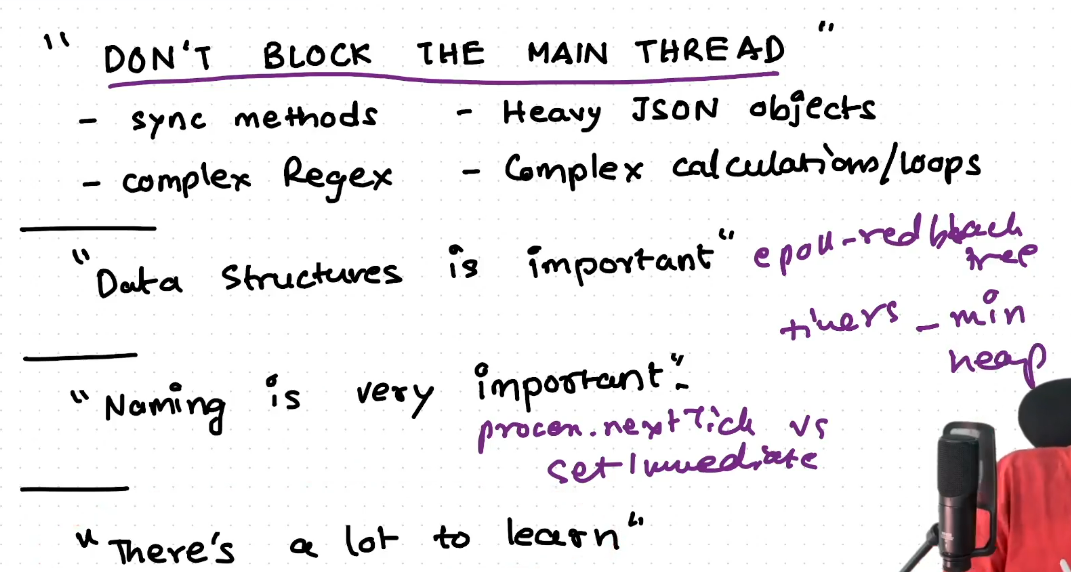 "DON'T BLOCK THE MAIN THREAD"
- sync methods - Heavy JSON objects
- complex Regex - Complex calculations/loops
"Data Structures is important" epoll - red black
tree
timers - min
heap
"Naming is very important".
process.nextTick vs
setImmediate
"There's a lot to learn"